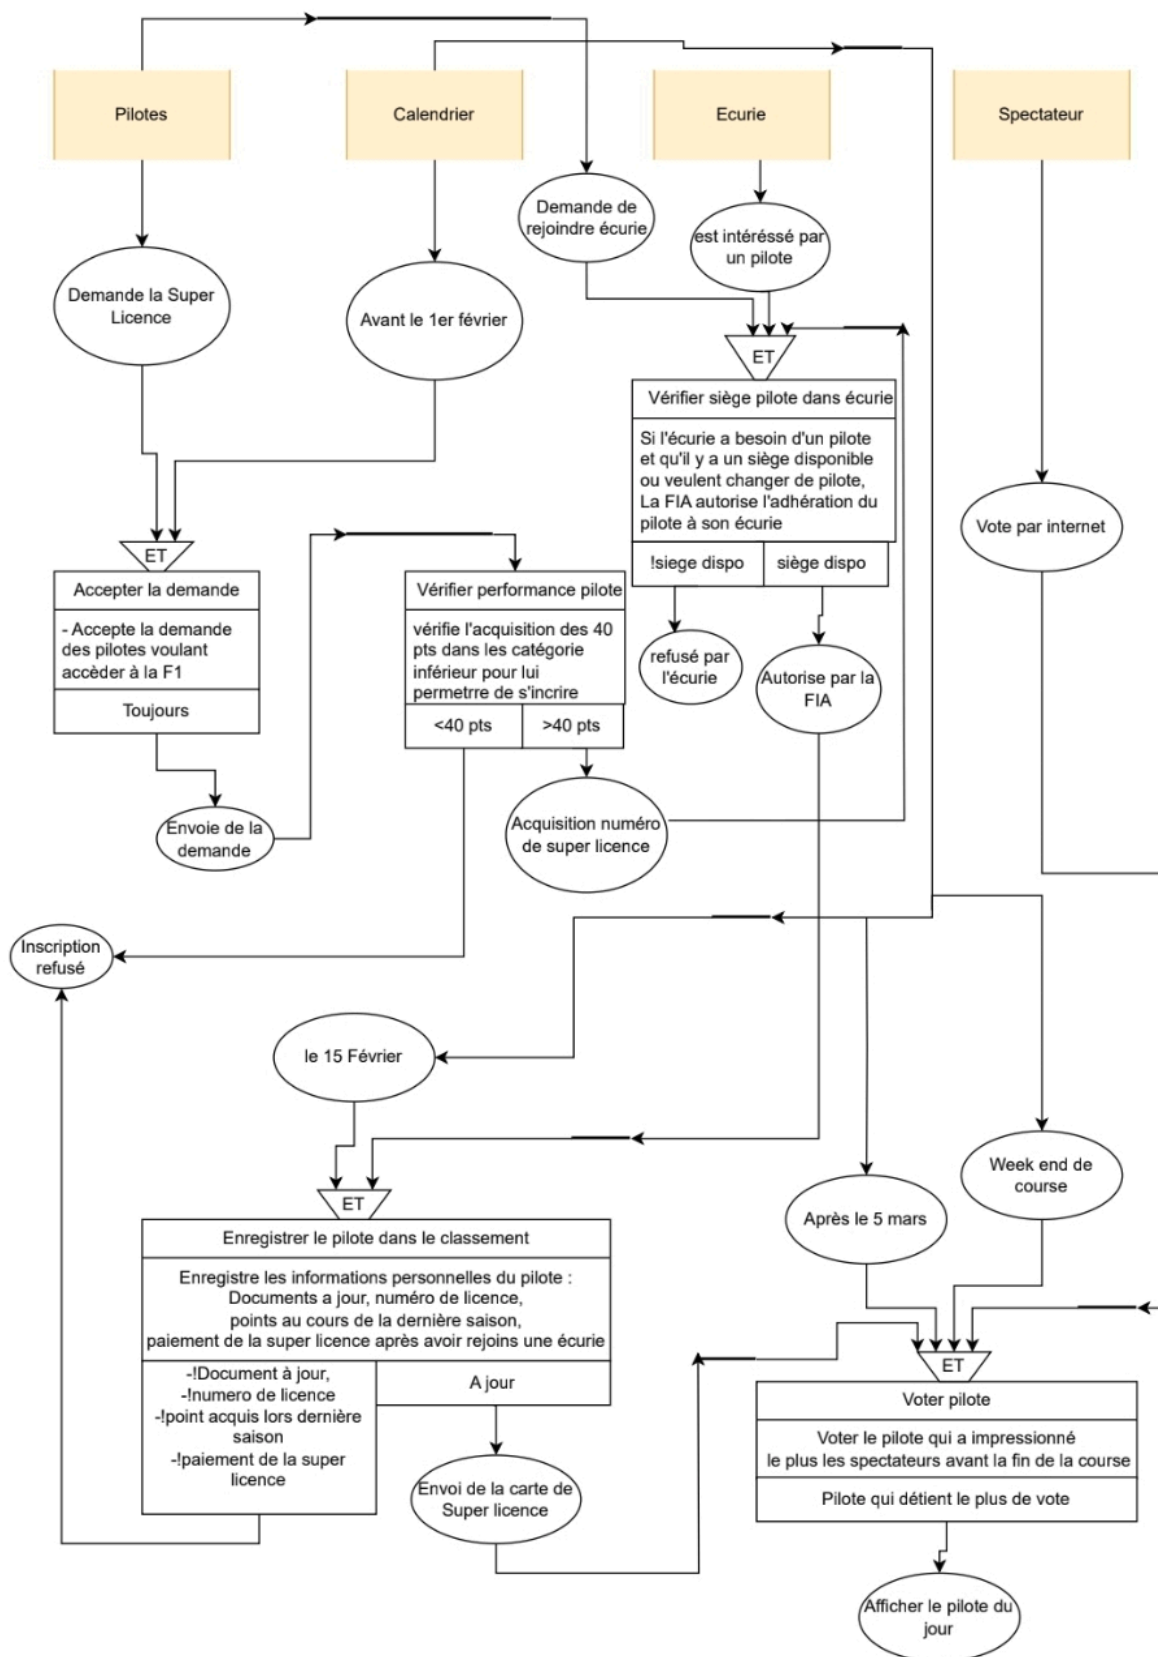 Pilotes
Calendrier
Ecurie
Spectateur
Demande de
rejoindre écurie
est intéréssé par
un pilote
Demande la Super
Licence
Avant le 1er février
ET
Vérifier siège pilote dans écurie
Si l'écurie a besoin d'un pilote
et qu'il y a un siège disponible
ou veulent changer de pilote,
La FIA autorise l'adhération du
pilote à son écurie
!siege dispo
siège dispo
Vote par internet
ET
Accepter la demande
- Accepte la demande
des pilotes voulant
accèder à la F1
Toujours
Vérifier performance pilote
vérifie l'acquisition des 40
pts dans les catégorie
inférieur pour lui
permetrre de s'incrire
<40 pts
>40 pts
refusé par
l'écurie
Autorise par la
FIA
Envoie de la
demande
Acquisition numéro
de super licence
Inscription
refusé
le 15 Février
Week end de
course
Après le 5 mars
ET
Enregistrer le pilote dans le classement
Enregistre les informations personnelles du pilote :
Documents a jour, numéro de licence,
points au cours de la dernière saison,
paiement de la super licence après avoir rejoins une écurie
-!Document à jour,
-!numero de licence
-!point acquis lors dernière
saison
-!paiement de la super
licence
A jour
Envoi de la carte de
Super licence
ET
Voter pilote
Voter le pilote qui a impressionné
le plus les spectateurs avant la fin de la course
Pilote qui détient le plus de vote
Afficher le pilote du
jour